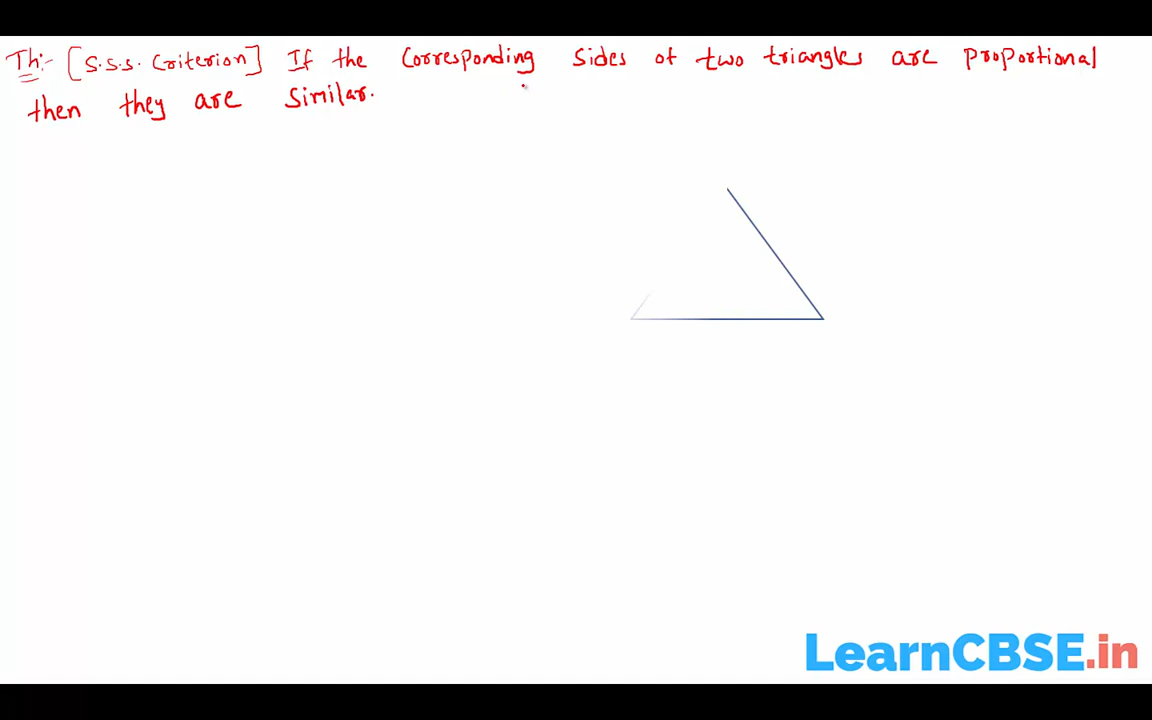 Th:- [S.S.S. Criterion] If the Corresponding sides of two triangles are proportional
then they are Similar.
LearnCBSE.in